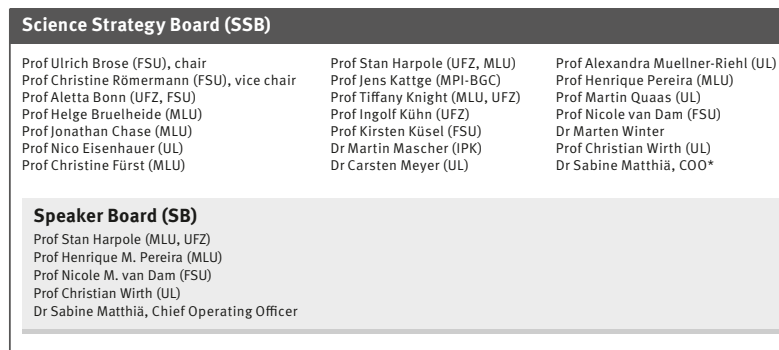 Science Strategy Board (SSB)
Prof Ulrich Brose (FSU), chair
Prof Christine Römermann (FSU), vice chair
Prof Aletta Bonn (UFZ, FSU)
Prof Helge Bruelheide (MLU)
Prof Jonathan Chase (MLU)
Prof Nico Eisenhauer (UL)
Prof Christine Fürst (MLU)
Prof Stan Harpole (UFZ, MLU)
Prof Jens Kattge (MPI-BGC)
Prof Tiffany Knight (MLU, UFZ)
Prof Ingolf Kühn (UFZ)
Prof Kirsten Küsel (FSU)
Dr Martin Mascher (IPK)
Dr Carsten Meyer (UL)
Prof Alexandra Muellner-Riehl (UL)
Prof Henrique Pereira (MLU)
Prof Martin Quaas (UL)
Prof Nicole van Dam (FSU)
Dr Marten Winter
Prof Christian Wirth (UL)
Dr Sabine Matthiä, COO*
Speaker Board (SB)
Prof Stan Harpole (MLU, UFZ)
Prof Henrique M. Pereira (MLU)
Prof Nicole M. van Dam (FSU)
Prof Christian Wirth (UL)
Dr Sabine Matthiä, Chief Operating Officer